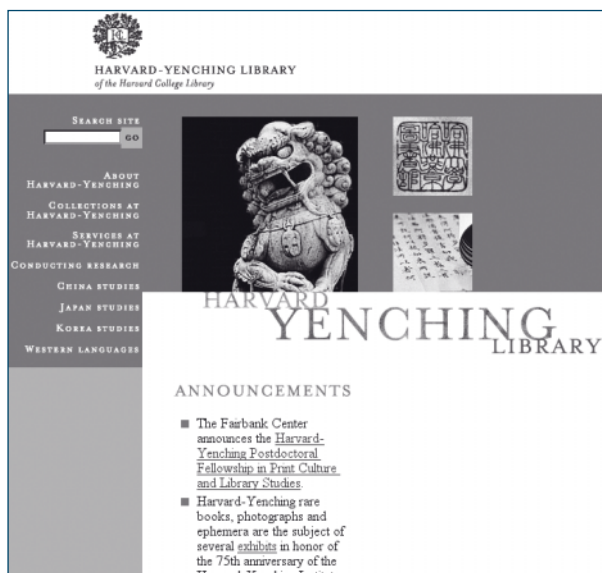 HARVARD-YENCHING LIBRARY
of the Harvard College Library
SEARCH SITE
GO
ABOUT
HARVARD-YENCHING
COLLECTIONS AT
HARVARD-YENCHING
SERVICES AT
HARVARD-YENCHING
CONDUCTING RESEARCH
CHINA STUDIES
JAPAN STUDIES
KOREA STUDIES
WESTERN LANGUAGES
HARVARD
YENCHING
LIBRARY
ANNOUNCEMENTS
The Fairbank Center
announces the Harvard-
Yenching Postdoctoral
Fellowship in Print Culture
and Library Studies.
Harvard-Yenching rare
books, photographs and
ephemera are the subject of
several exhibits in honor of
the 75th anniversary of the